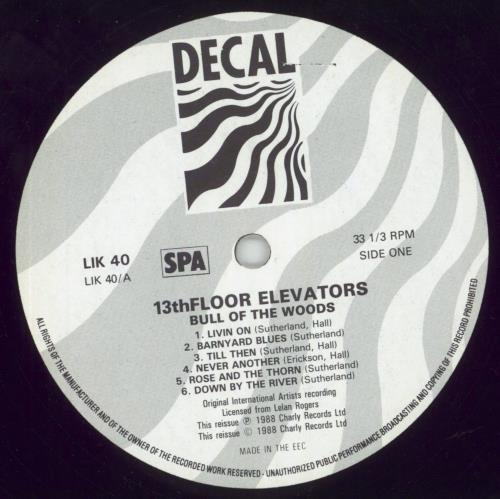 DECAL
LIK 40
LIK 40/A
SPA
33 1/3 RPM
SIDE ONE
13thFLOOR ELEVATORS
BULL OF THE WOODS
1. LIVIN ON (Sutherland, Hall)
2. BARNYARD BLUES (Sutherland)
3. TILL THEN (Sutherland, Hall)
4. NEVER ANOTHER (Erickson, Hall)
5. ROSE AND THE THORN (Sutherland)
6. DOWN BY THE RIVER (Sutherland)
Original International Artists recording
Licensed from Lelan Rogers
This reissue Ⓟ 1988 Charly Records Ltd
This reissue © 1988 Charly Records Ltd
MADE IN THE EEC
ALL RIGHTS OF THE MANUFACTURER AND OF THE OWNER OF THE RECORDED WORK RESERVED - UNAUTHORIZED PUBLIC PERFORMANCE BROADCASTING AND COPYING OF THIS RECORD PROHIBITED